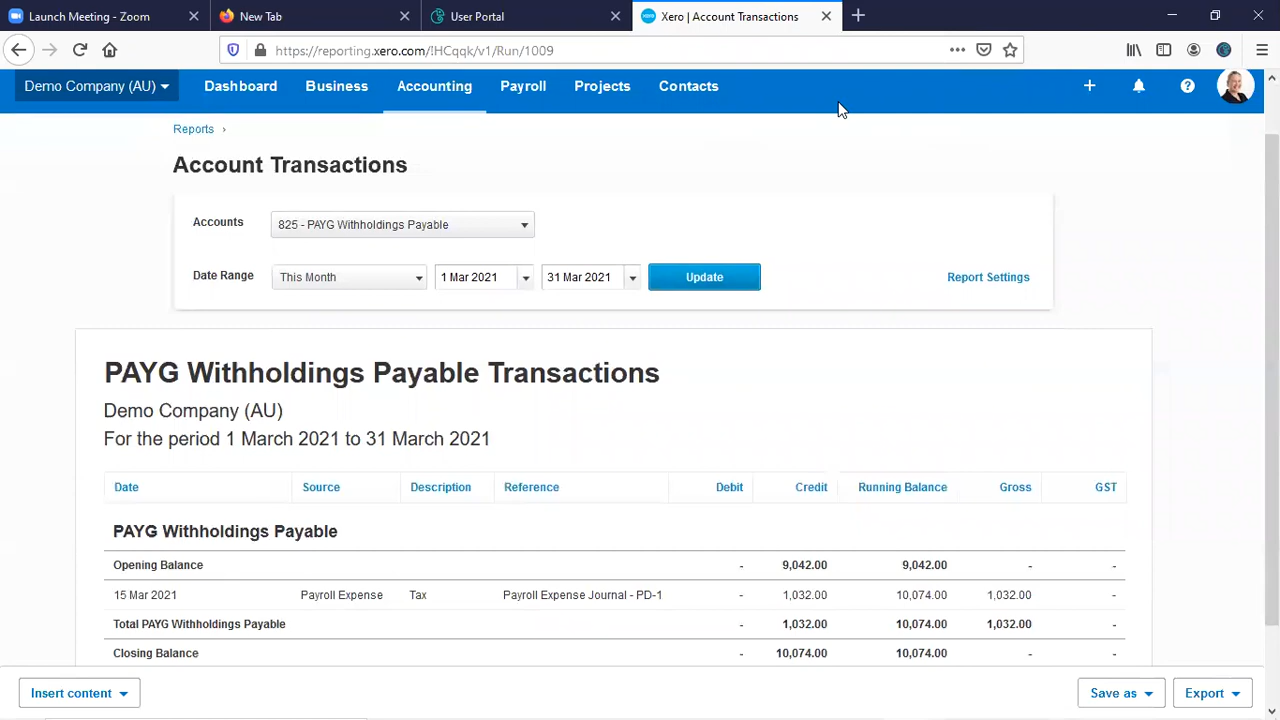 Launch Meeting - Zoom
New Tab
User Portal
xero
Xero | Account Transactions
https://reporting.xero.com/!HCqqk/v1/Run/1009
Demo Company (AU)
Dashboard
Business
Accounting
Payroll
Projects
Contacts
Reports ›
Account Transactions
Accounts
825 - PAYG Withholdings Payable
Date Range
This Month
1 Mar 2021
31 Mar 2021
Update
Report Settings
PAYG Withholdings Payable Transactions
Demo Company (AU)
For the period 1 March 2021 to 31 March 2021
Date Source Description Reference Debit Credit Running Balance Gross GST
PAYG Withholdings Payable
Opening Balance - 9,042.00 9,042.00 - -
15 Mar 2021 Payroll Expense Tax Payroll Expense Journal - PD-1 - 1,032.00 10,074.00 1,032.00 -
Total PAYG Withholdings Payable - 1,032.00 10,074.00 1,032.00 -
Closing Balance - 10,074.00 10,074.00 - -
Insert content
Save as
Export